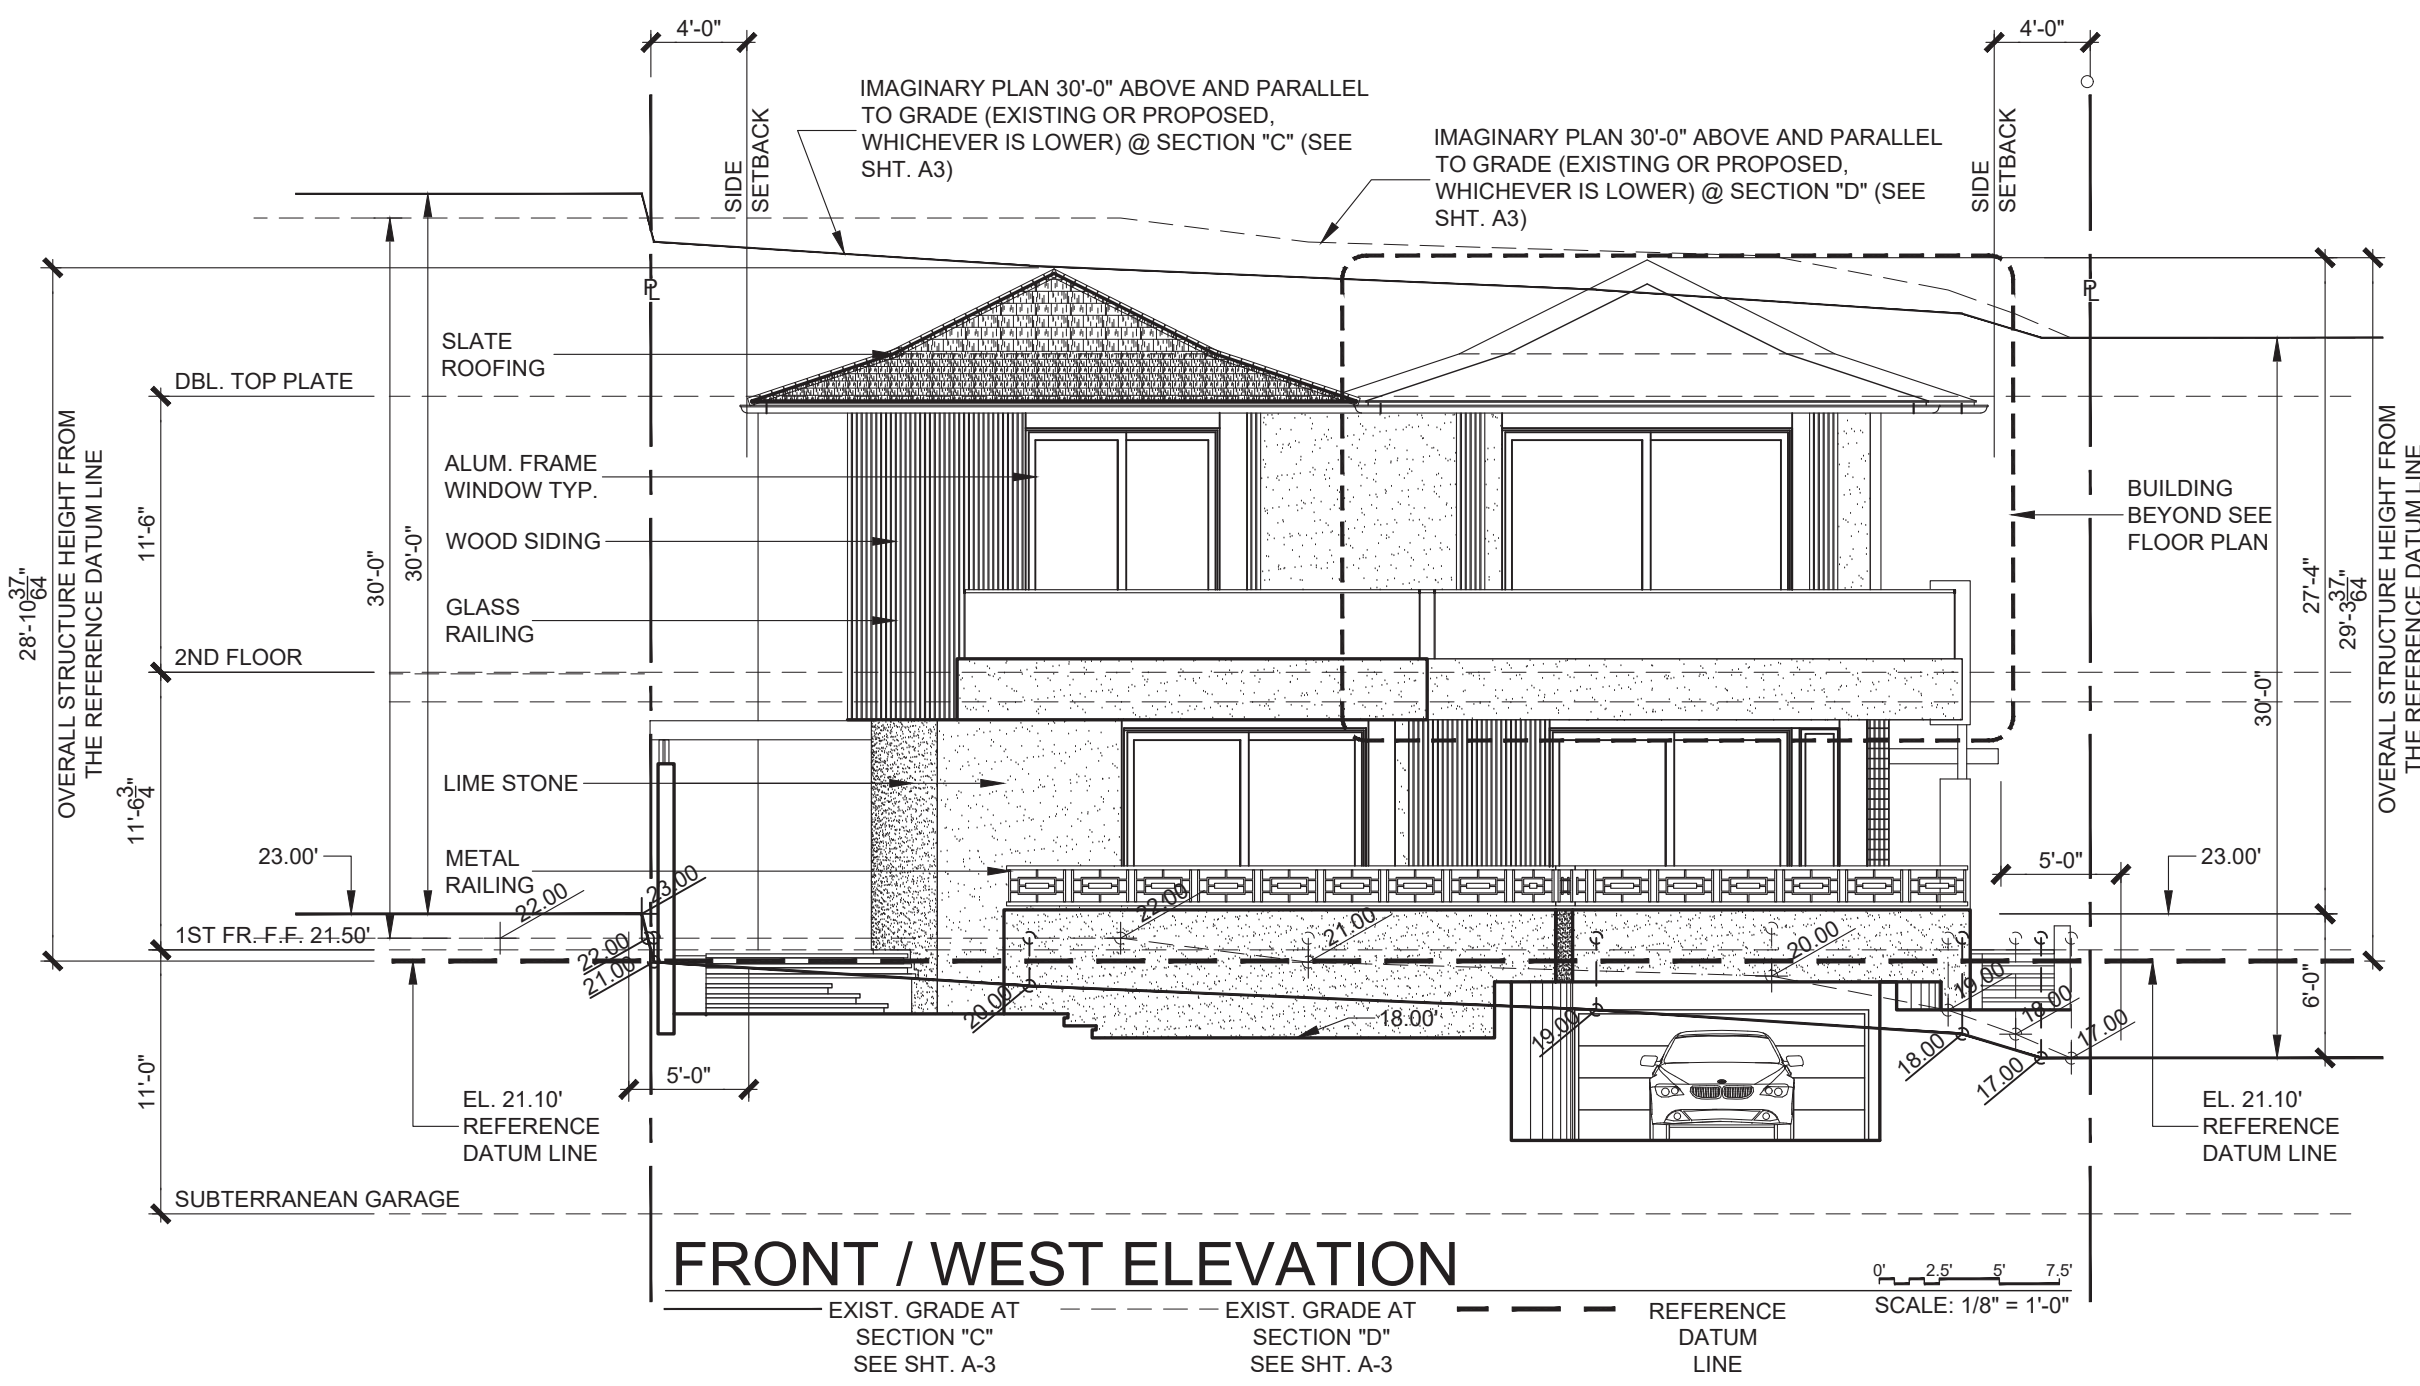 4'-0"
4'-0"
IMAGINARY PLAN 30'-0" ABOVE AND PARALLEL
TO GRADE (EXISTING OR PROPOSED,
WHICHEVER IS LOWER) @ SECTION "C" (SEE
SHT. A3)
IMAGINARY PLAN 30'-0" ABOVE AND PARALLEL
TO GRADE (EXISTING OR PROPOSED,
WHICHEVER IS LOWER) @ SECTION "D" (SEE
SHT. A3)
SIDE
SETBACK
SIDE
SETBACK
PL
PL
SLATE
ROOFING
DBL. TOP PLATE
ALUM. FRAME
WINDOW TYP.
WOOD SIDING
GLASS
RAILING
2ND FLOOR
LIME STONE
METAL
RAILING
BUILDING
BEYOND SEE
FLOOR PLAN
28'-10 37/64"
OVERALL STRUCTURE HEIGHT FROM
THE REFERENCE DATUM LINE
11'-6"
11'-6 3/4"
11'-0"
30'-0"
30'-0"
27'-4"
29'-3 37/64"
30'-0"
6'-0"
OVERALL STRUCTURE HEIGHT FROM
THE REFERENCE DATUM LINE
23.00'
23.00'
5'-0"
1ST FR. F.F. 21.50'
22.00
23.00
22.00
21.00
20.00
22.00
21.00
20.00
19.00
18.00
17.00
19.00
18.00
17.00
18.00'
5'-0"
EL. 21.10'
REFERENCE
DATUM LINE
EL. 21.10'
REFERENCE
DATUM LINE
SUBTERRANEAN GARAGE
FRONT / WEST ELEVATION
0' 2.5' 5' 7.5'
SCALE: 1/8" = 1'-0"
EXIST. GRADE AT
SECTION "C"
SEE SHT. A-3
EXIST. GRADE AT
SECTION "D"
SEE SHT. A-3
REFERENCE
DATUM
LINE